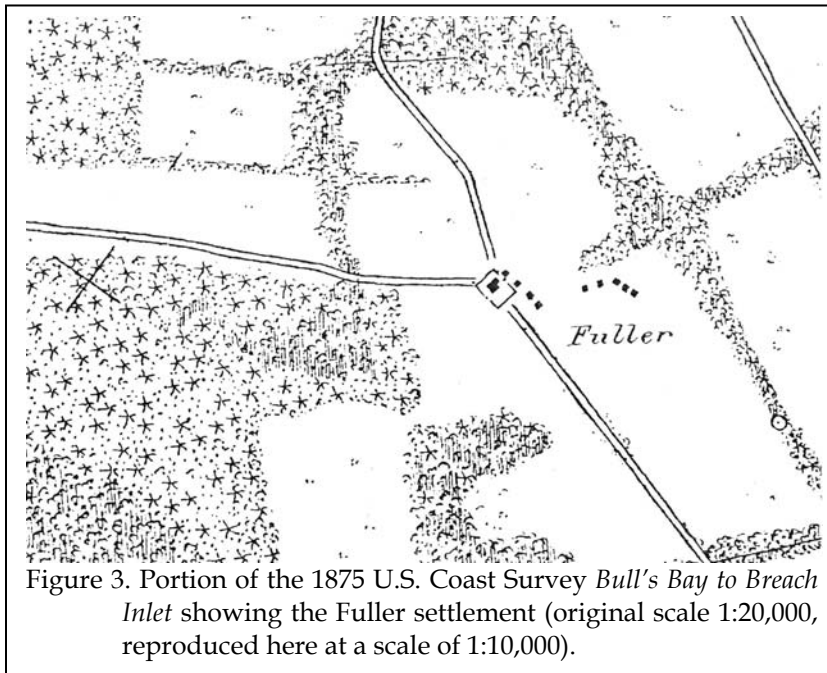 Fuller
Figure 3. Portion of the 1875 U.S. Coast Survey Bull's Bay to Breach
Inlet showing the Fuller settlement (original scale 1:20,000,
reproduced here at a scale of 1:10,000).